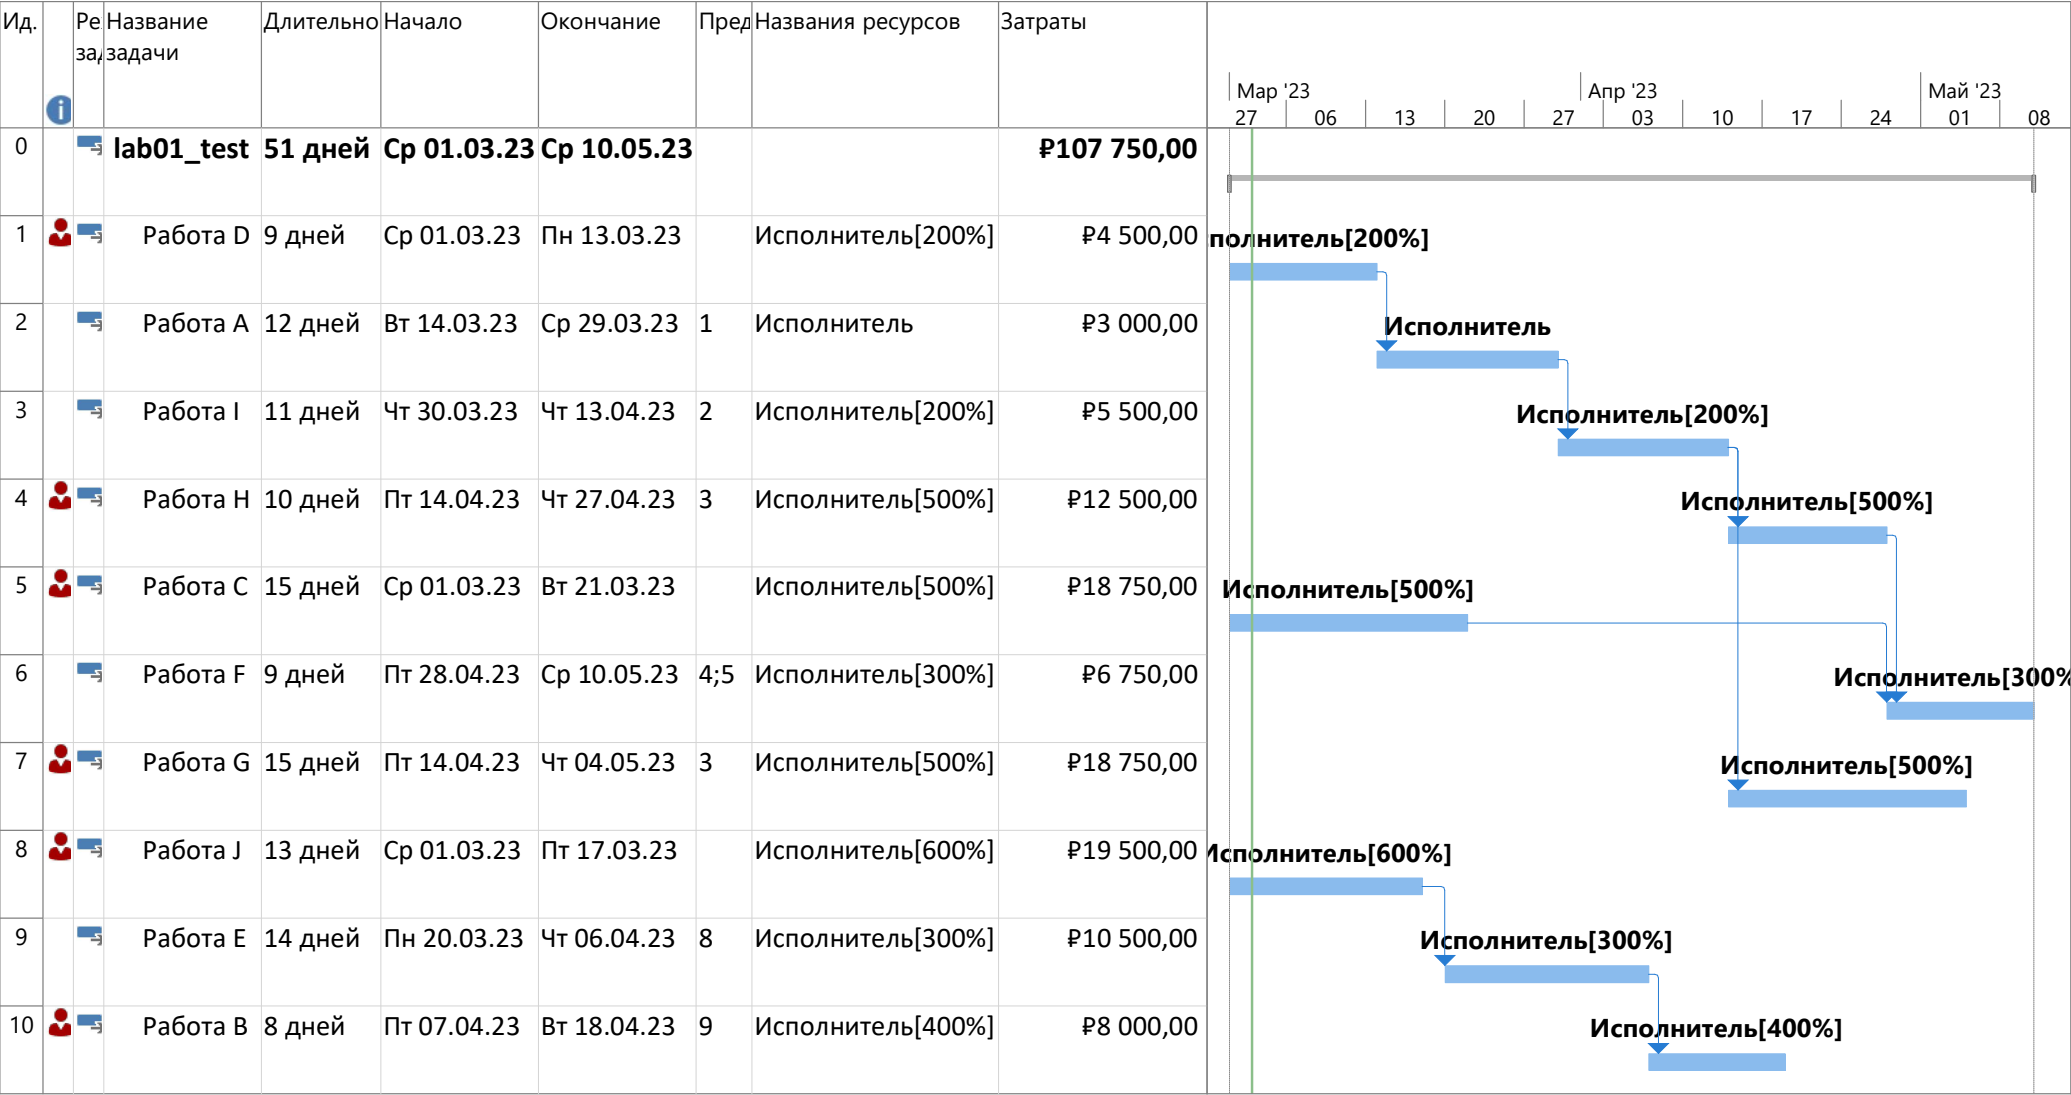 Ид. Ре Название Длительно Начало Окончание Пред Названия ресурсов Затраты
зад задачи
Мар '23 Апр '23 Май '23
27 06 13 20 27 03 10 17 24 01 08
0 lab01_test 51 дней Ср 01.03.23 Ср 10.05.23 ₽107 750,00
1 Работа D 9 дней Ср 01.03.23 Пн 13.03.23 Исполнитель[200%] ₽4 500,00 полнитель[200%]
2 Работа A 12 дней Вт 14.03.23 Ср 29.03.23 1 Исполнитель ₽3 000,00 Исполнитель
3 Работа I 11 дней Чт 30.03.23 Чт 13.04.23 2 Исполнитель[200%] ₽5 500,00 Исполнитель[200%]
4 Работа H 10 дней Пт 14.04.23 Чт 27.04.23 3 Исполнитель[500%] ₽12 500,00 Исполнитель[500%]
5 Работа C 15 дней Ср 01.03.23 Вт 21.03.23 Исполнитель[500%] ₽18 750,00 Исполнитель[500%]
6 Работа F 9 дней Пт 28.04.23 Ср 10.05.23 4;5 Исполнитель[300%] ₽6 750,00 Исполнитель[300%
7 Работа G 15 дней Пт 14.04.23 Чт 04.05.23 3 Исполнитель[500%] ₽18 750,00 Исполнитель[500%]
8 Работа J 13 дней Ср 01.03.23 Пт 17.03.23 Исполнитель[600%] ₽19 500,00 Исполнитель[600%]
9 Работа E 14 дней Пн 20.03.23 Чт 06.04.23 8 Исполнитель[300%] ₽10 500,00 Исполнитель[300%]
10 Работа B 8 дней Пт 07.04.23 Вт 18.04.23 9 Исполнитель[400%] ₽8 000,00 Исполнитель[400%]